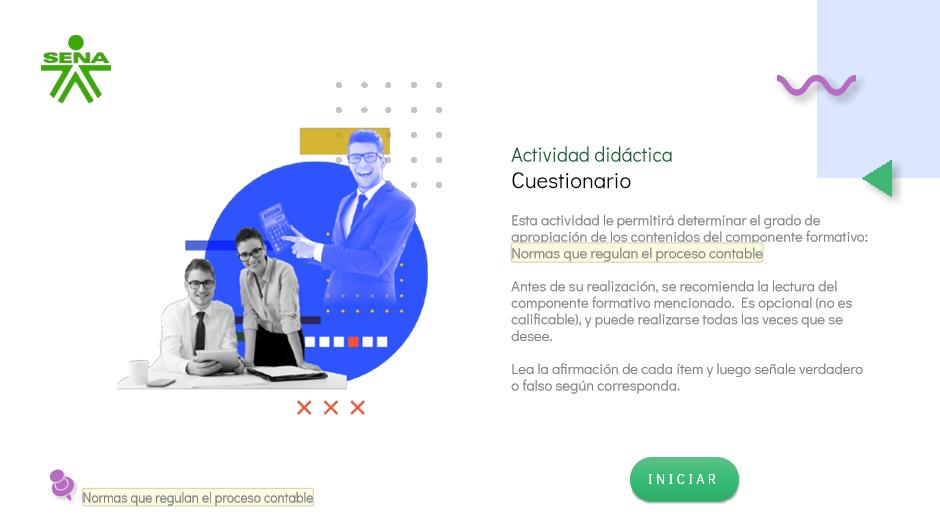 SENA
Actividad didáctica
Cuestionario
Esta actividad le permitirá determinar el grado de
apropiación de los contenidos del componente formativo:
Normas que regulan el proceso contable
Antes de su realización, se recomienda la lectura del
componente formativo mencionado. Es opcional (no es
calificable), y puede realizarse todas las veces que se
desee.
Lea la afirmación de cada ítem y luego señale verdadero
o falso según corresponda.
INICIAR
Normas que regulan el proceso contable